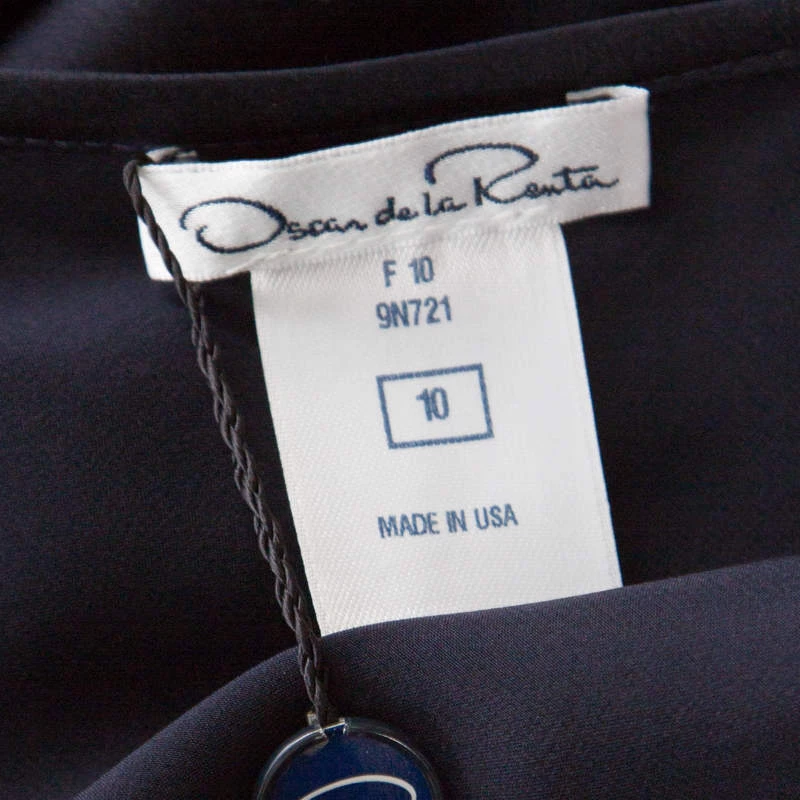 Oscar de la Renta
F 10
9N721
10
MADE IN USA